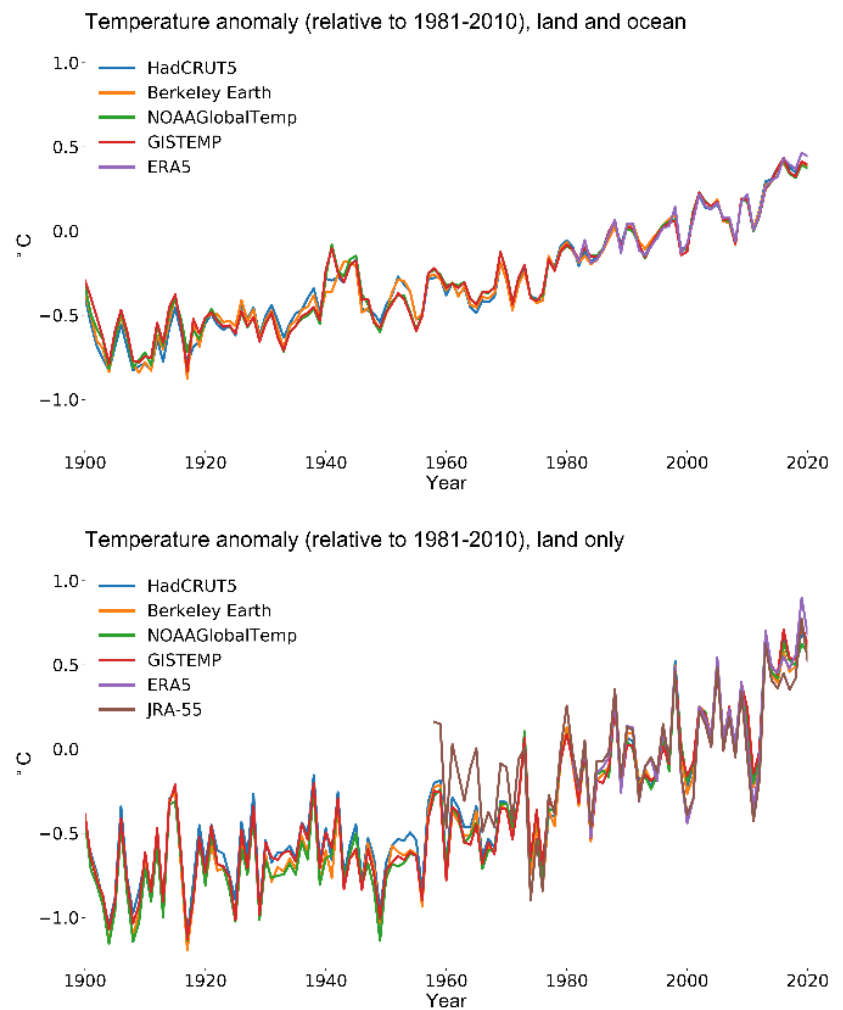 Temperature anomaly (relative to 1981-2010), land and ocean
1.0
HadCRUT5
Berkeley Earth
NOAAGlobalTemp
GISTEMP
ERA5
0.5
0.0
°C
−0.5
−1.0
1900 1920 1940 1960 1980 2000 2020
Year
Temperature anomaly (relative to 1981-2010), land only
1.0
HadCRUT5
Berkeley Earth
NOAAGlobalTemp
GISTEMP
ERA5
JRA-55
0.5
0.0
°C
−0.5
−1.0
1900 1920 1940 1960 1980 2000 2020
Year